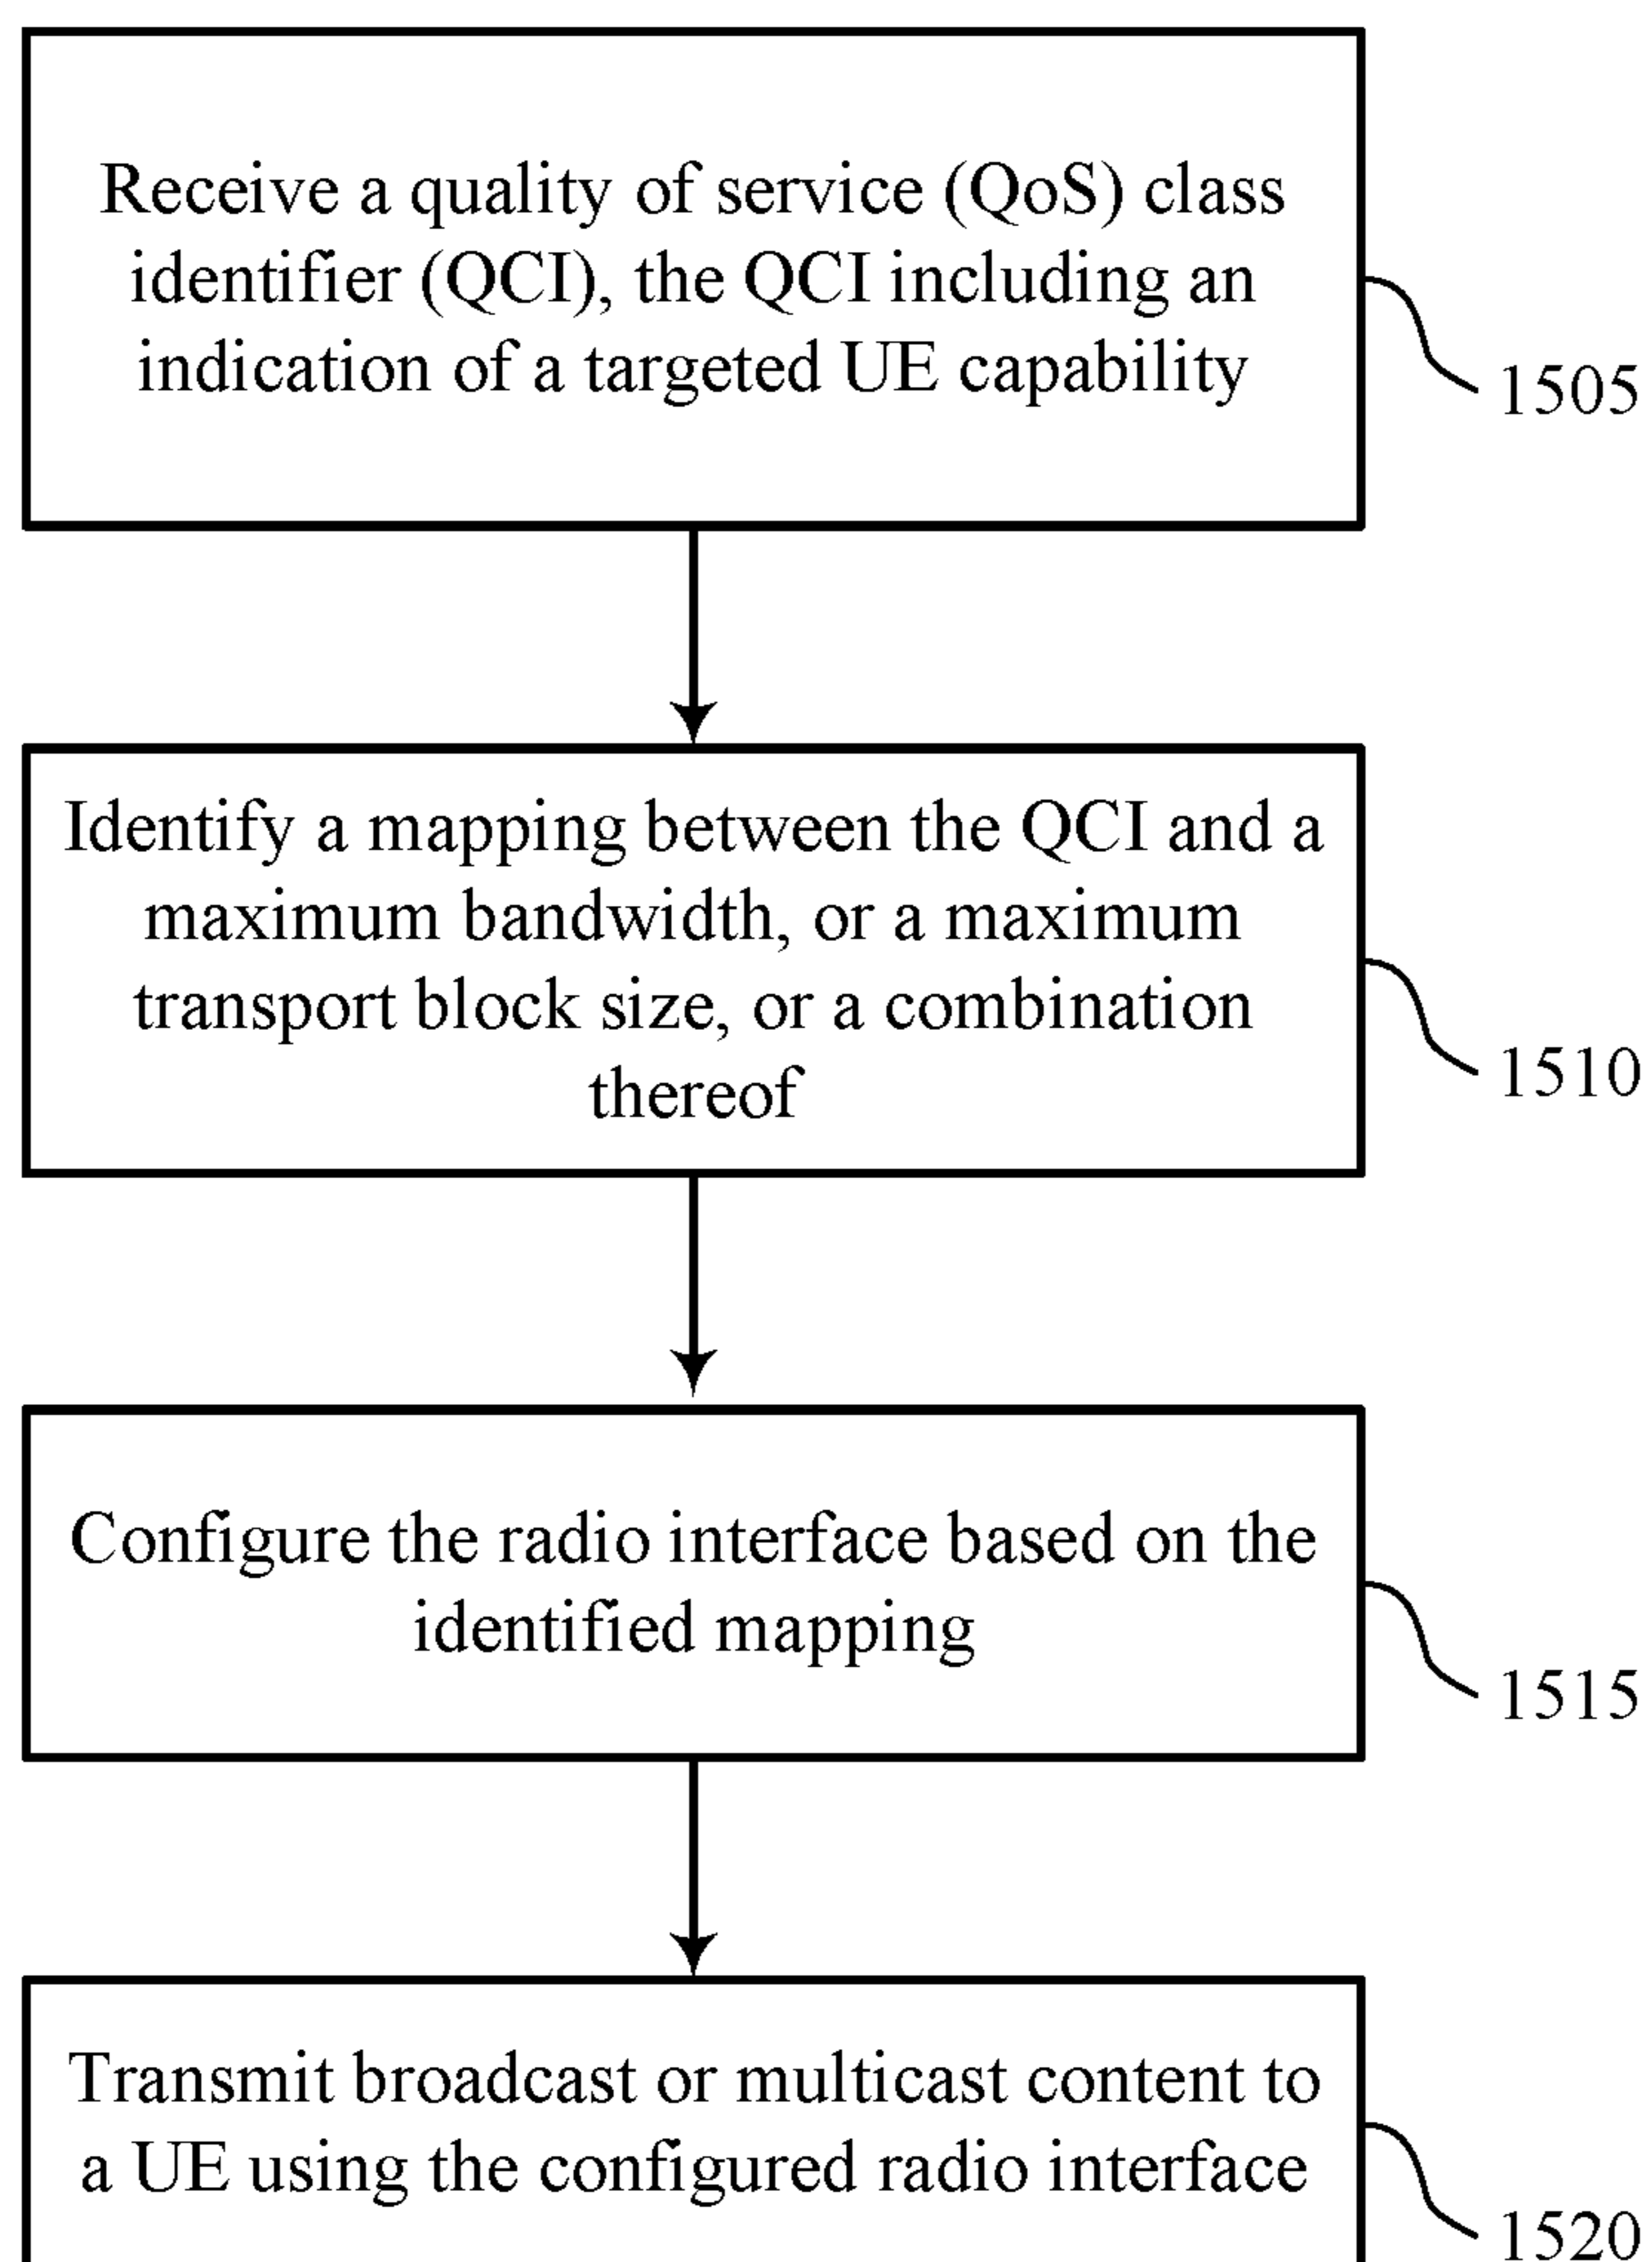 Receive a quality of service (QoS) class
identifier (QCI), the QCI including an
indication of a targeted UE capability
1505
Identify a mapping between the QCI and a
maximum bandwidth, or a maximum
transport block size, or a combination
thereof
1510
Configure the radio interface based on the
identified mapping
1515
Transmit broadcast or multicast content to
a UE using the configured radio interface
1520